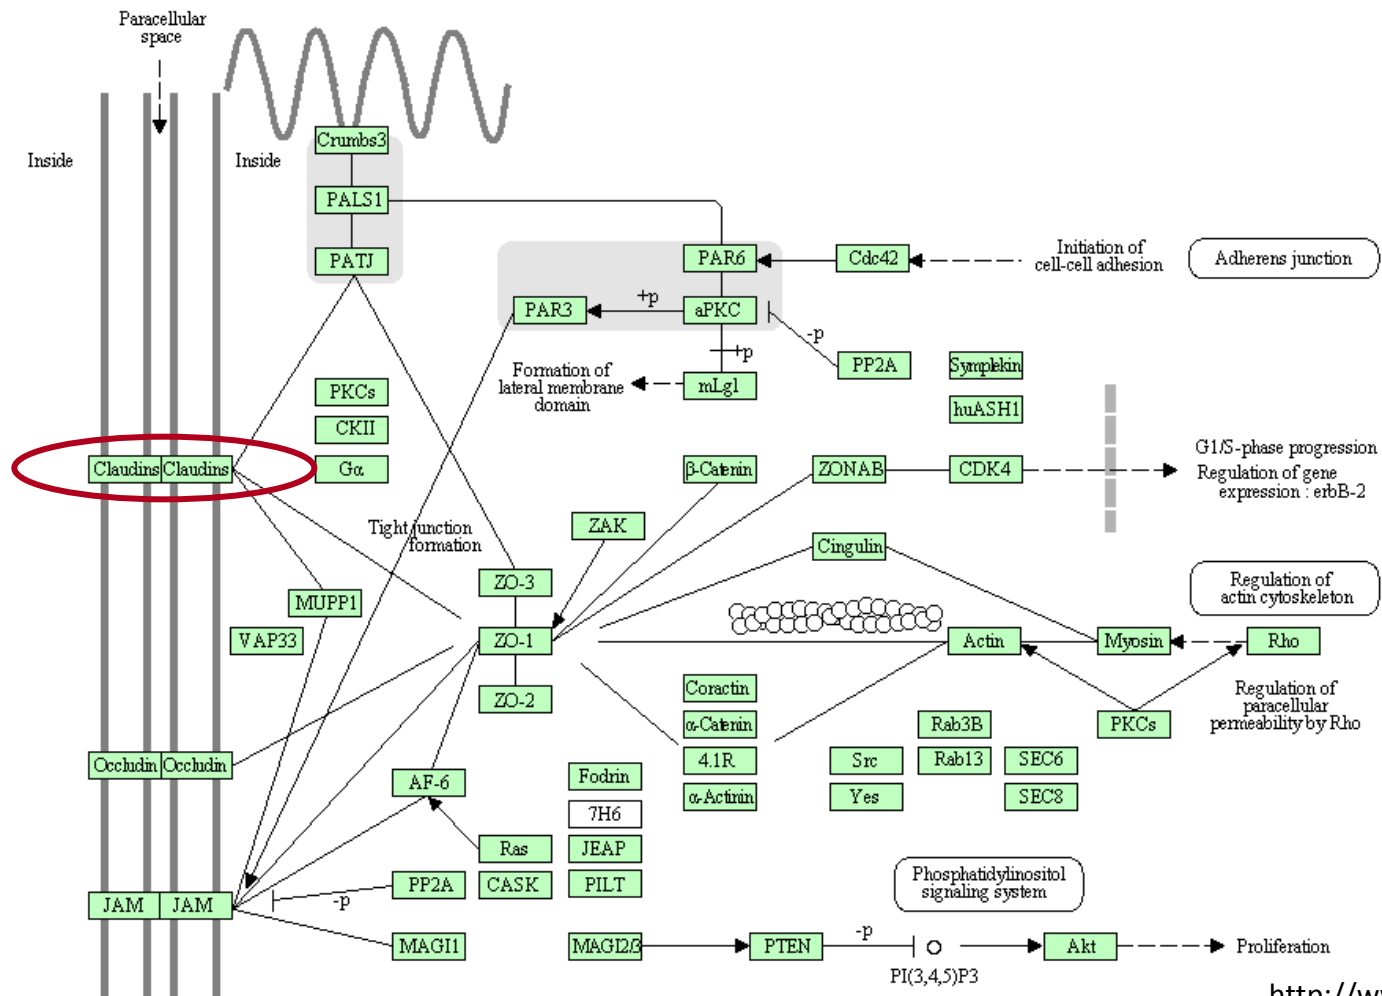 Paracellular
space
Inside
Inside
Crumbs3
PALS1
PATJ
PAR6
Cdc42
Initiation of
cell-cell adhesion
Adherens junction
PAR3
+p
aPKC
-p
+p
PP2A
Symplekin
Formation of
lateral membrane
domain
mLgl
huASH1
PKCs
CKII
Gα
Claudins Claudins
β-Catenin
ZONAB
CDK4
G1/S-phase progression
Regulation of gene
expression : erbB-2
Tight junction
formation
ZAK
Cingulin
ZO-3
MUPP1
VAP33
ZO-1
ZO-2
Regulation of
actin cytoskeleton
Actin
Myosin
Rho
Coractin
α-Catenin
4.1R
α-Actinin
Rab3B
Rab13
Src
Yes
SEC6
SEC8
PKCs
Regulation of
paracellular
permeability by Rho
Occludin Occludin
AF-6
Fodrin
7H6
JEAP
PILT
Ras
CASK
PP2A
-p
JAM JAM
MAGI1
MAGI2/3
PTEN
-p
PI(3,4,5)P3
Phosphatidylinositol
signaling system
Akt
Proliferation
http://w